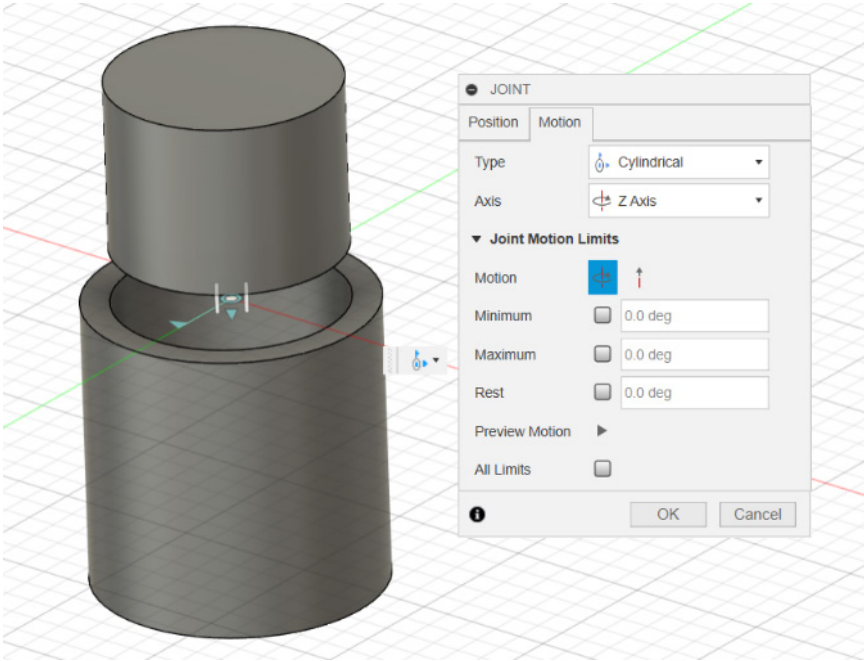 JOINT
Position Motion
Type Cylindrical
Axis Z Axis
Joint Motion Limits
Motion
Minimum 0.0 deg
Maximum 0.0 deg
Rest 0.0 deg
Preview Motion
All Limits
OK Cancel